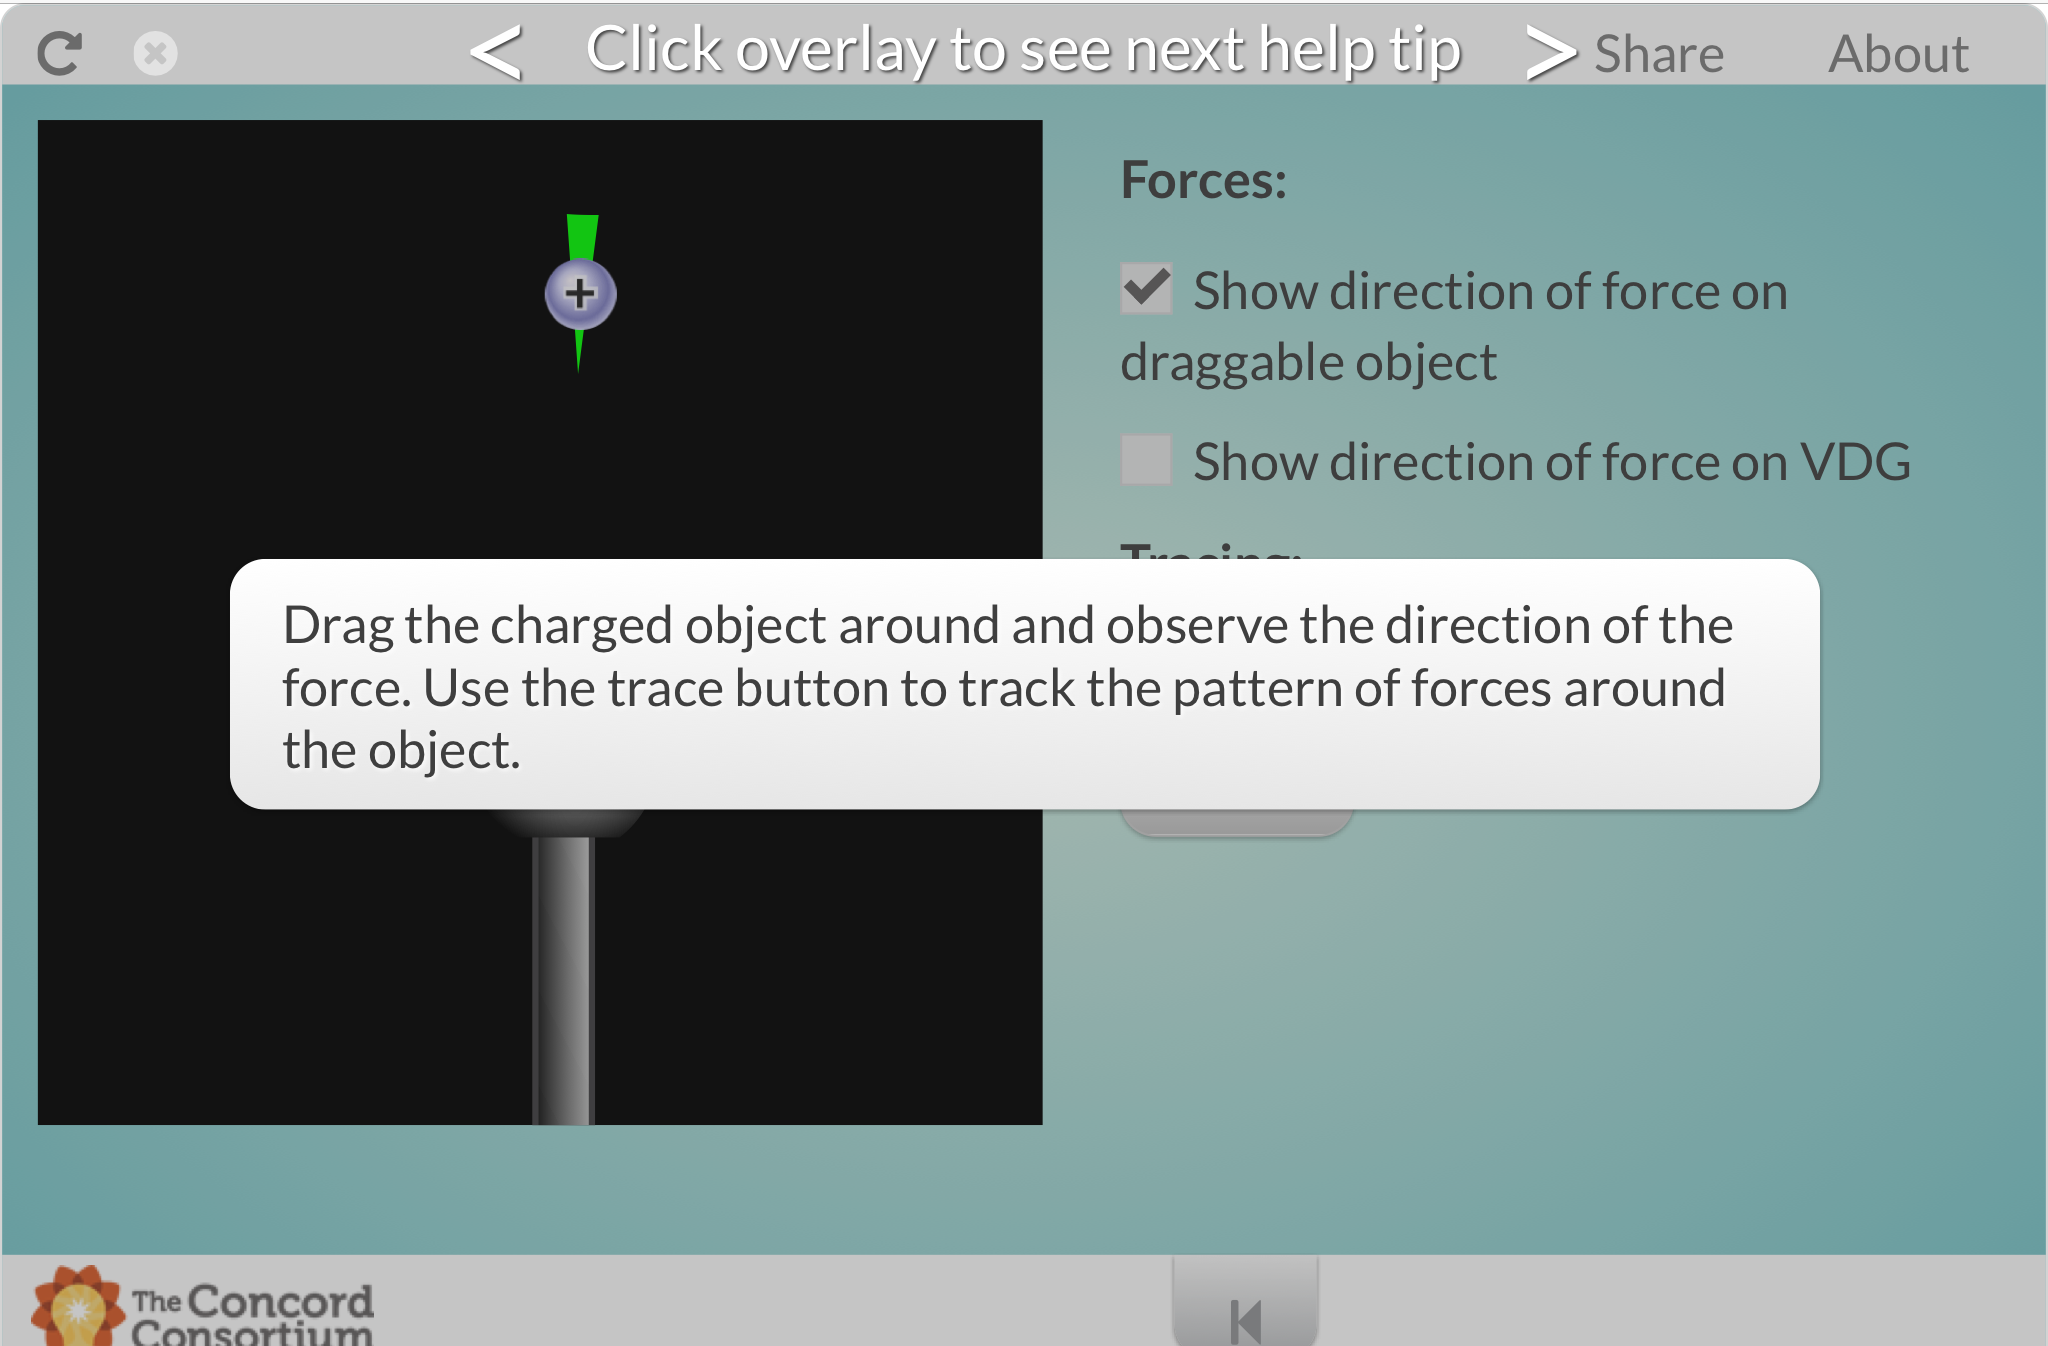 < Click overlay to see next help tip > Share About
Forces:
Show direction of force on
draggable object
Show direction of force on VDG
Tracing:
Drag the charged object around and observe the direction of the
force. Use the trace button to track the pattern of forces around
the object.
+
The Concord
Consortium